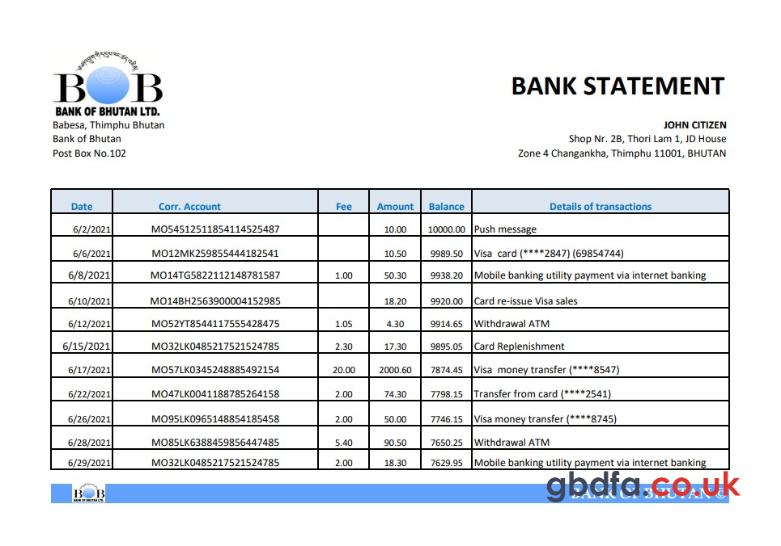 BOB
BANK OF BHUTAN LTD.
Babesa, Thimphu Bhutan
Bank of Bhutan
Post Box No.102
BANK STATEMENT
JOHN CITIZEN
Shop Nr. 2B, Thori Lam 1, JD House
Zone 4 Changankha, Thimphu 11001, BHUTAN
Date Corr. Account Fee Amount Balance Details of transactions
6/2/2021 MO54512511854114525487 10.00 10000.00 Push message
6/6/2021 MO12MK259855444182541 10.50 9989.50 Visa card (****2847) (69854744)
6/8/2021 MO14TG5822112148781587 1.00 50.30 9938.20 Mobile banking utility payment via internet banking
6/10/2021 MO14BH2563900004152985 18.20 9920.00 Card re-issue Visa sales
6/12/2021 MO52YT8544117555428475 1.05 4.30 9914.65 Withdrawal ATM
6/15/2021 MO32LK0485217521524785 2.30 17.30 9895.05 Card Replenishment
6/17/2021 MO57LK0345248885492154 20.00 2000.60 7874.45 Visa money transfer (****8547)
6/22/2021 MO47LK0041188785264158 2.00 74.30 7798.15 Transfer from card (****2541)
6/26/2021 MO95LK0965148854185458 2.00 50.00 7746.15 Visa money transfer (****8745)
6/28/2021 MO85LK6388459856447485 5.40 90.50 7650.25 Withdrawal ATM
6/29/2021 MO32LK0485217521524785 2.00 18.30 7629.95 Mobile banking utility payment via internet banking
BOB
BANK OF BHUTAN LTD.
BANK OF BHUTAN ©
gbdfa.co.uk